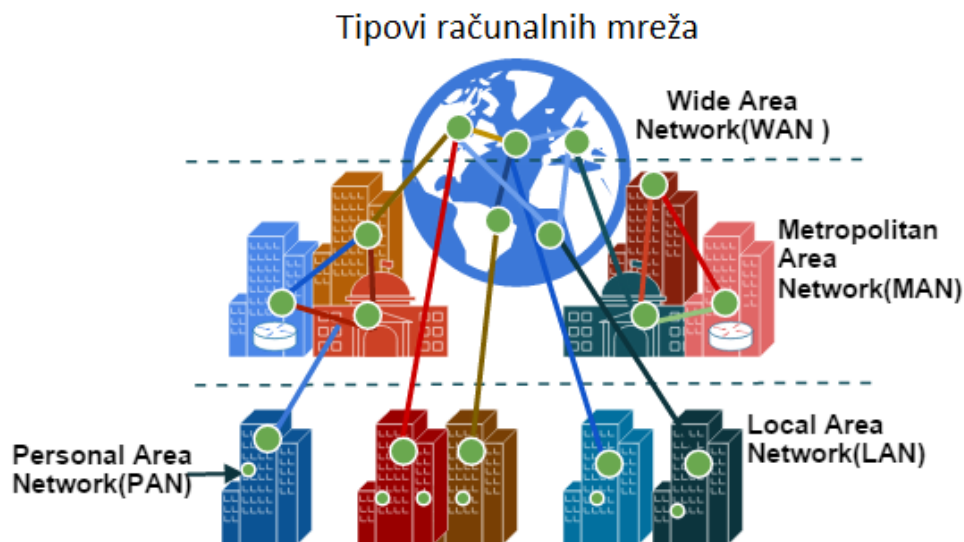 Tipovi računalnih mreža
Wide Area
Network(WAN )
Metropolitan
Area
Network(MAN)
Local Area
Network(LAN)
Personal Area
Network(PAN)